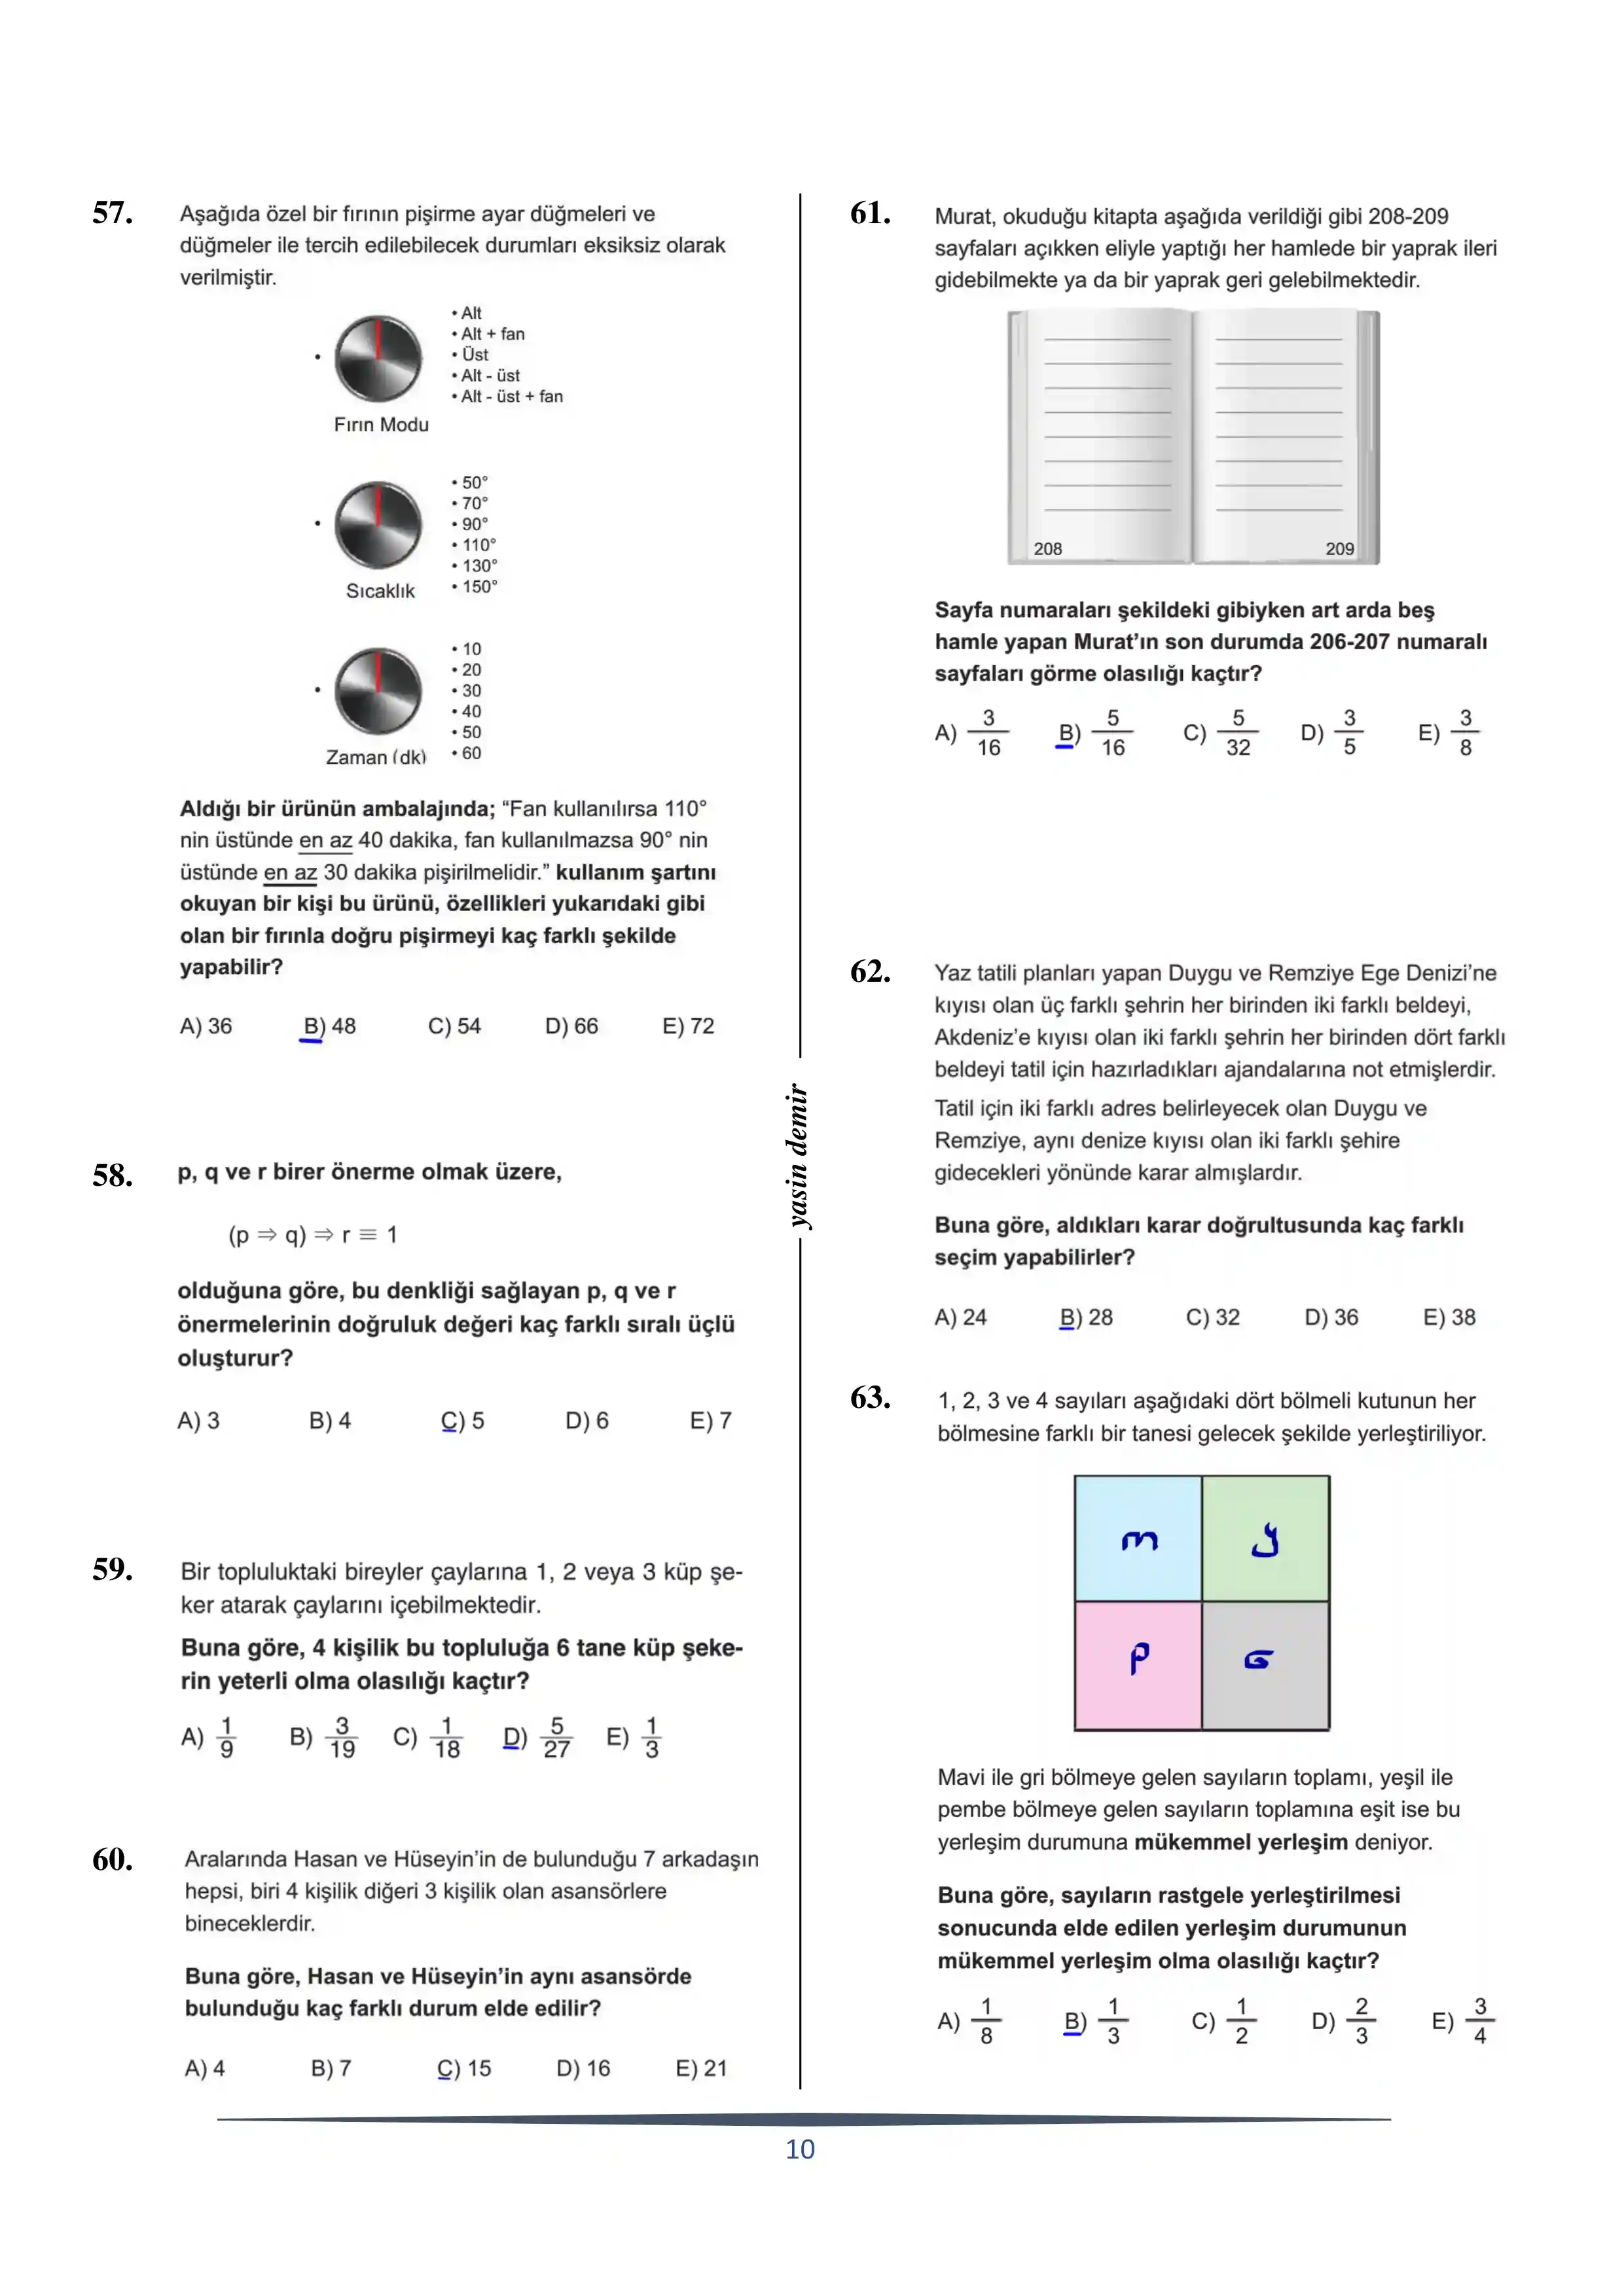 57.
Aşağıda özel bir fırının pişirme ayar düğmeleri ve
düğmeler ile tercih edilebilecek durumları eksiksiz olarak
verilmiştir.
• Alt
• Alt + fan
• Üst
• Alt - üst
• Alt - üst + fan
Fırın Modu
• 50°
• 70°
• 90°
• 110°
• 130°
• 150°
Sıcaklık
• 10
• 20
• 30
• 40
• 50
• 60
Zaman (dk)
Aldığı bir ürünün ambalajında; “Fan kullanılırsa 110°
nin üstünde en az 40 dakika, fan kullanılmazsa 90° nin
üstünde en az 30 dakika pişirilmelidir.” kullanım şartını
okuyan bir kişi bu ürünü, özellikleri yukarıdaki gibi
olan bir fırınla doğru pişirmeyi kaç farklı şekilde
yapabilir?
A) 36 B) 48 C) 54 D) 66 E) 72
58.
p, q ve r birer önerme olmak üzere,
(p ⇒ q) ⇒ r ≡ 1
olduğuna göre, bu denkliği sağlayan p, q ve r
önermelerinin doğruluk değeri kaç farklı sıralı üçlü
oluşturur?
A) 3 B) 4 C) 5 D) 6 E) 7
59.
Bir topluluktaki bireyler çaylarına 1, 2 veya 3 küp şe-
ker atarak çaylarını içebilmektedir.
Buna göre, 4 kişilik bu topluluğa 6 tane küp şeke-
rin yeterli olma olasılığı kaçtır?
A) 1/9 B) 3/19 C) 1/18 D) 5/27 E) 1/3
60.
Aralarında Hasan ve Hüseyin’in de bulunduğu 7 arkadaşın
hepsi, biri 4 kişilik diğeri 3 kişilik olan asansörlere
bineceklerdir.
Buna göre, Hasan ve Hüseyin’in aynı asansörde
bulunduğu kaç farklı durum elde edilir?
A) 4 B) 7 C) 15 D) 16 E) 21
yasin demir
61.
Murat, okuduğu kitapta aşağıda verildiği gibi 208-209
sayfaları açıkken eliyle yaptığı her hamlede bir yaprak ileri
gidebilmekte ya da bir yaprak geri gelebilmektedir.
208 209
Sayfa numaraları şekildeki gibiyken art arda beş
hamle yapan Murat’ın son durumda 206-207 numaralı
sayfaları görme olasılığı kaçtır?
A) 3/16 B) 5/16 C) 5/32 D) 3/5 E) 3/8
62.
Yaz tatili planları yapan Duygu ve Remziye Ege Denizi’ne
kıyısı olan üç farklı şehrin her birinden iki farklı beldeyi,
Akdeniz’e kıyısı olan iki farklı şehrin her birinden dört farklı
beldeyi tatil için hazırladıkları ajandalarına not etmişlerdir.
Tatil için iki farklı adres belirleyecek olan Duygu ve
Remziye, aynı denize kıyısı olan iki farklı şehire
gidecekleri yönünde karar almışlardır.
Buna göre, aldıkları karar doğrultusunda kaç farklı
seçim yapabilirler?
A) 24 B) 28 C) 32 D) 36 E) 38
63.
1, 2, 3 ve 4 sayıları aşağıdaki dört bölmeli kutunun her
bölmesine farklı bir tanesi gelecek şekilde yerleştiriliyor.
m y
p G
Mavi ile gri bölmeye gelen sayıların toplamı, yeşil ile
pembe bölmeye gelen sayıların toplamına eşit ise bu
yerleşim durumuna mükemmel yerleşim deniyor.
Buna göre, sayıların rastgele yerleştirilmesi
sonucunda elde edilen yerleşim durumunun
mükemmel yerleşim olma olasılığı kaçtır?
A) 1/8 B) 1/3 C) 1/2 D) 2/3 E) 3/4
10